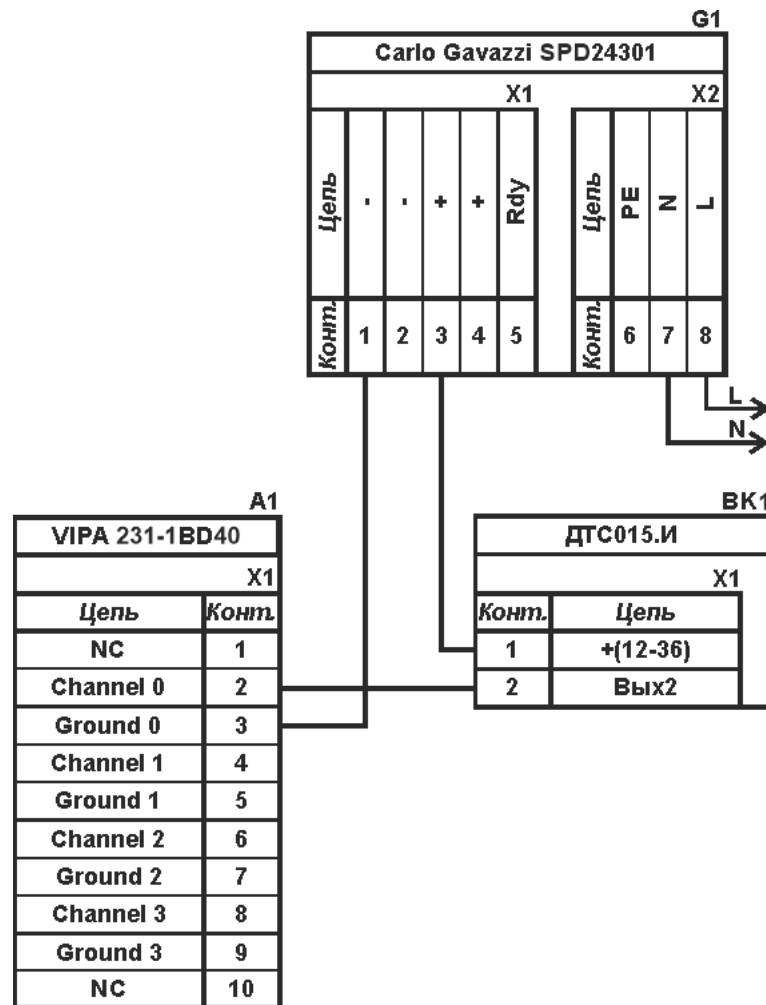 G1
Carlo Gavazzi SPD24301
X1 X2
Цепь - - + + Rdy Цепь PE N L
Конт. 1 2 3 4 5 Конт. 6 7 8
L
N
A1
VIPA 231-1BD40
X1
Цепь Конт.
NC 1
Channel 0 2
Ground 0 3
Channel 1 4
Ground 1 5
Channel 2 6
Ground 2 7
Channel 3 8
Ground 3 9
NC 10
BK1
ДТС015.И
X1
Конт. Цепь
1 +(12-36)
2 Вых2